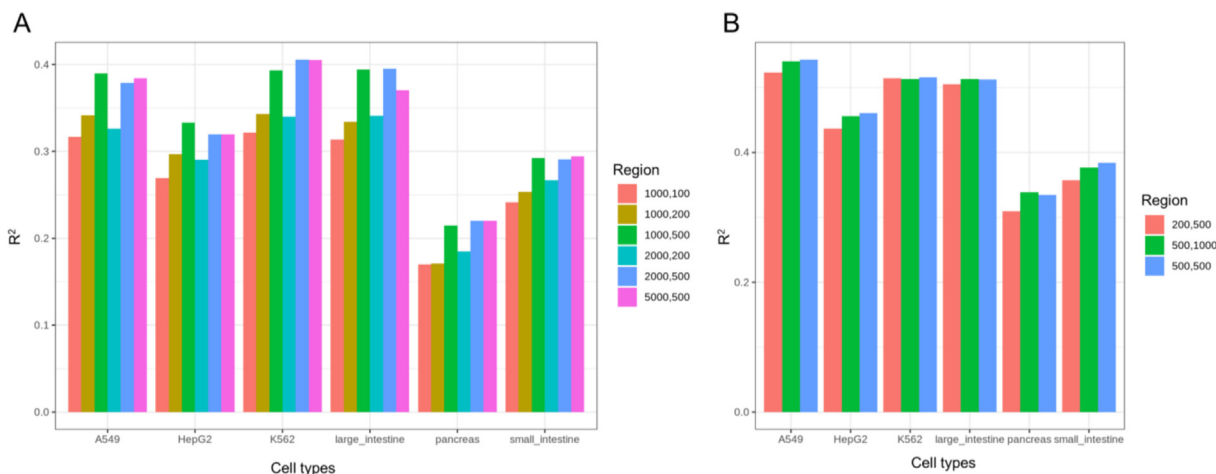 A
R²
0.4
0.3
0.2
0.1
0.0
A549 HepG2 K562 large_intestine pancreas small_intestine
Cell types
Region
1000,100
1000,200
1000,500
2000,200
2000,500
5000,500
B
R²
0.4
0.2
0.0
A549 HepG2 K562 large_intestine pancreas small_intestine
Cell types
Region
200,500
500,1000
500,500